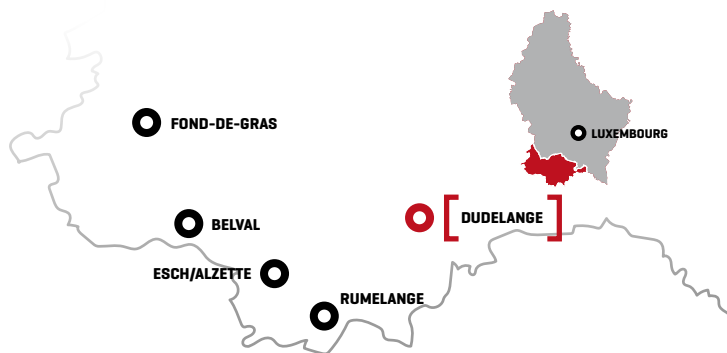 FOND-DE-GRAS
LUXEMBOURG
BELVAL
DUDELANGE
ESCH/ALZETTE
RUMELANGE